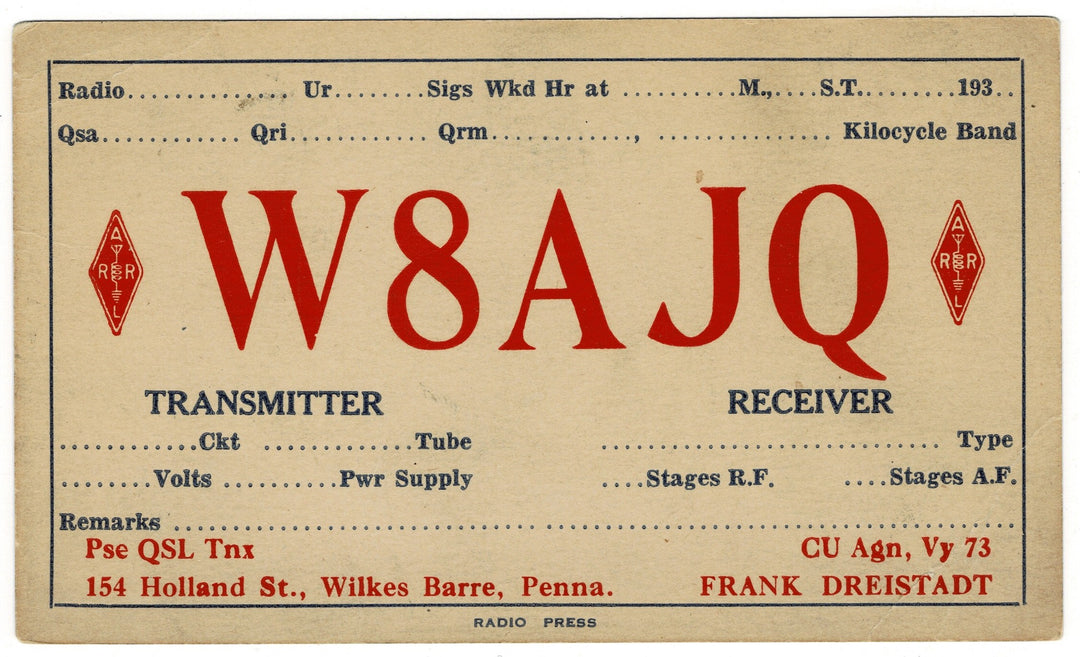 Radio.............. Ur........Sigs Wkd Hr at ..........M.,....S.T.........193..
Qsa............ Qri............ Qrm............, ............... Kilocycle Band
W8AJQ
A
R R
L
A
R R
L
TRANSMITTER
RECEIVER
............Ckt .............Tube
................................ Type
........Volts ..........Pwr Supply
....Stages R.F. ....Stages A.F.
Remarks ................................................................................
Pse QSL Tnx
CU Agn, Vy 73
154 Holland St., Wilkes Barre, Penna.
FRANK DREISTADT
RADIO PRESS